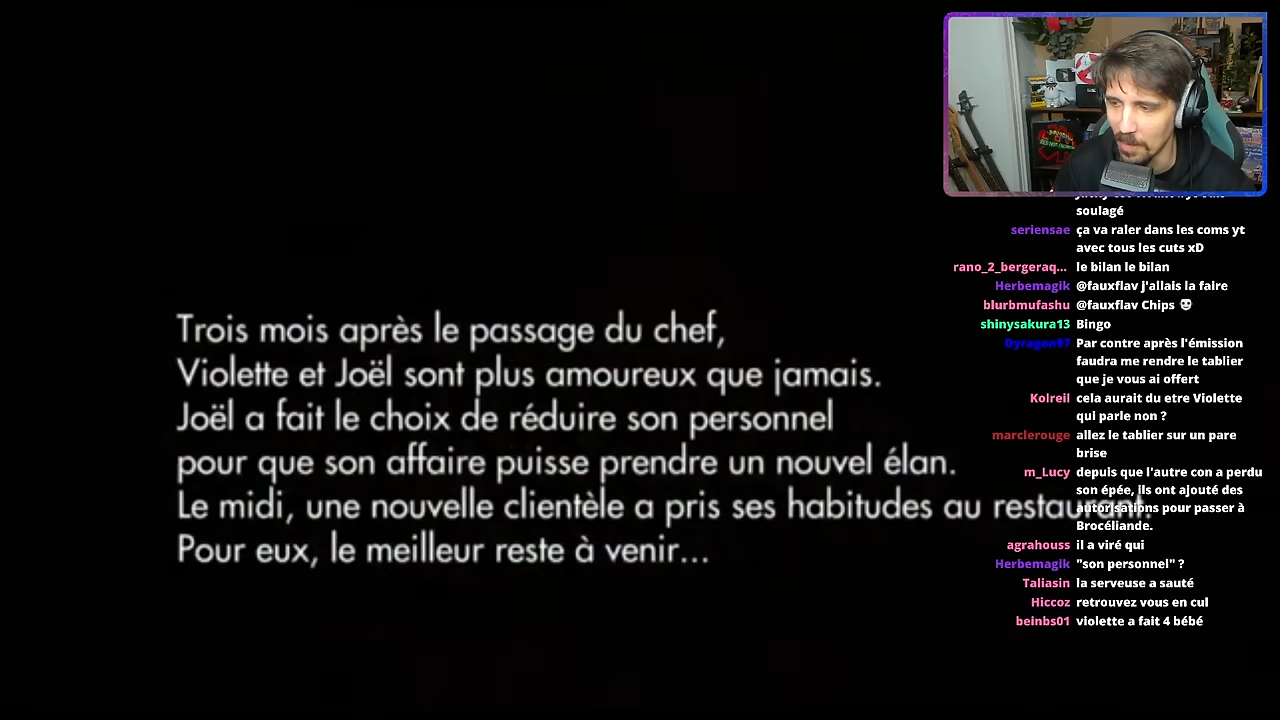 Trois mois après le passage du chef,
Violette et Joël sont plus amoureux que jamais.
Joël a fait le choix de réduire son personnel
pour que son affaire puisse prendre un nouvel élan.
Le midi, une nouvelle clientèle a pris ses habitudes au restaurant.
Pour eux, le meilleur reste à venir...
soulagé
seriensae ça va raler dans les coms yt
avec tous les cuts xD
rano_2_bergeraq... le bilan le bilan
Herbemagik @fauxflav j'allais la faire
blurbmufashu @fauxflav Chips
shinysakura13 Bingo
Dyragon97 Par contre après l'émission
faudra me rendre le tablier
que je vous ai offert
Kolreil cela aurait du etre Violette
qui parle non ?
marclerouge allez le tablier sur un pare
brise
m_Lucy depuis que l'autre con a perdu
son épée, ils ont ajouté des
autorisations pour passer à
Brocéliande.
agrahouss il a viré qui
Herbemagik "son personnel" ?
Taliasin la serveuse a sauté
Hiccoz retrouvez vous en cul
beinbs01 violette a fait 4 bébé